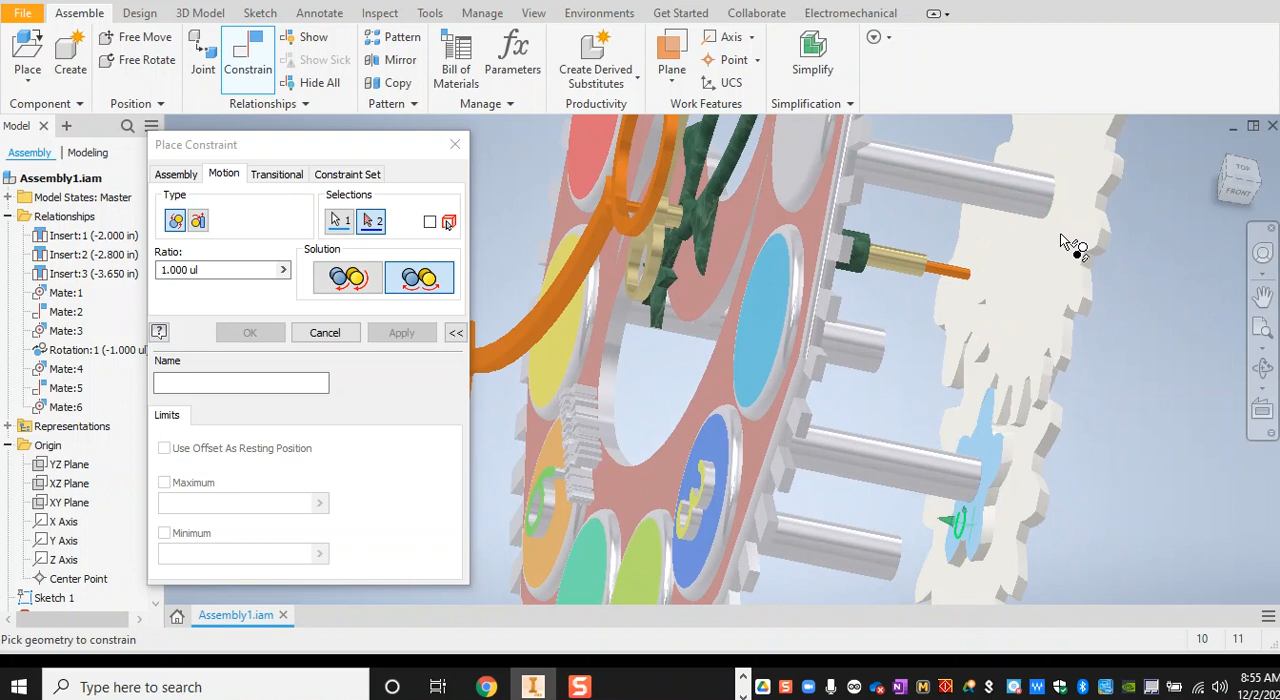 File Assemble Design 3D Model Sketch Annotate Inspect Tools Manage View Environments Get Started Collaborate Electromechanical
Place Create Free Move Free Rotate Joint Constrain Show Show Sick Hide All Pattern Mirror Copy Bill of Materials Parameters Create Derived Substitutes Plane Axis Point UCS Simplify
Component Position Relationships Pattern Manage Productivity Work Features Simplification
Model
Assembly Modeling
Assembly1.iam
Model States: Master
Relationships
Insert:1 (-2.000 in)
Insert:2 (-2.800 in)
Insert:3 (-3.650 in)
Mate:1
Mate:2
Mate:3
Rotation:1 (-1.000 ul
Mate:4
Mate:5
Mate:6
Representations
Origin
YZ Plane
XZ Plane
XY Plane
X Axis
Y Axis
Z Axis
Center Point
Sketch 1
Place Constraint
Assembly Motion Transitional Constraint Set
Type Selections
1 2
Ratio: Solution
1.000 ul
? OK Cancel Apply <<
Name
Limits
Use Offset As Resting Position
Maximum
Minimum
TOP
FRONT
3
Assembly1.iam
Pick geometry to constrain 10 11
Type here to search
8:55 AM